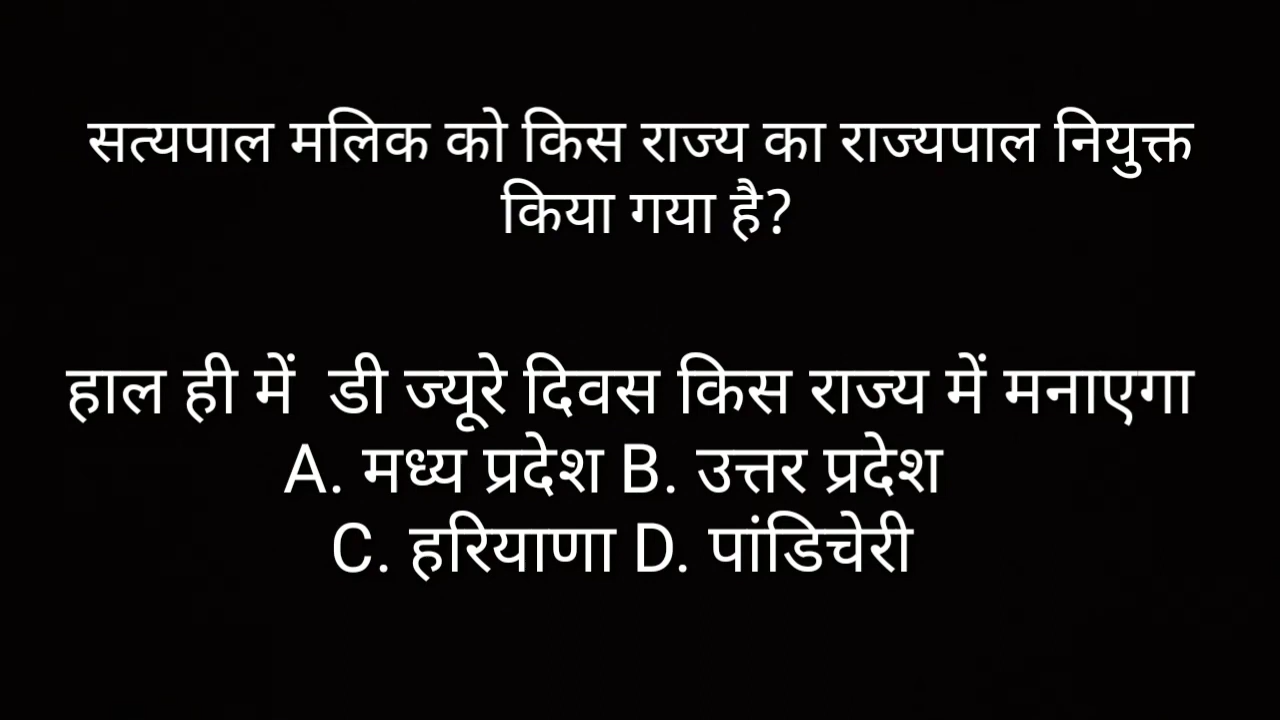 सत्यपाल मलिक को किस राज्य का राज्यपाल नियुक्त
किया गया है?
हाल ही में डी ज्यूरे दिवस किस राज्य में मनाएगा
A. मध्य प्रदेश B. उत्तर प्रदेश
C. हरियाणा D. पांडिचेरी